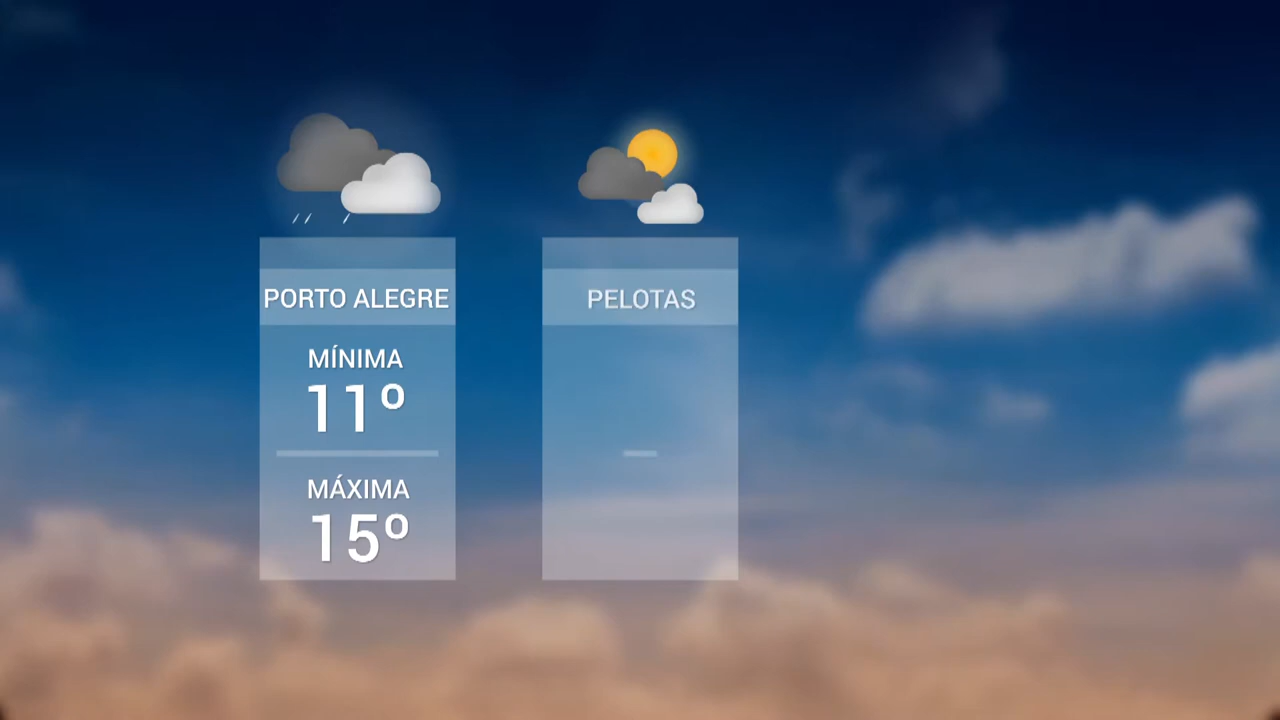 PORTO ALEGRE
MÍNIMA
11º
MÁXIMA
15º
PELOTAS